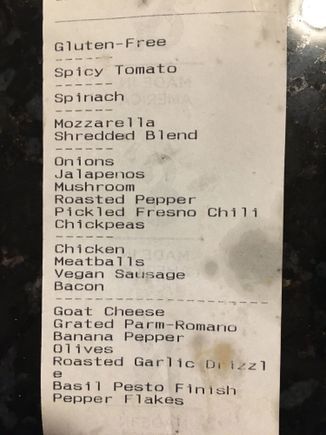 Gluten-Free
------
Spicy Tomato
------
Spinach
------
Mozzarella
Shredded Blend
------
Onions
Jalapenos
Mushroom
Roasted Pepper
Pickled Fresno Chili
Chickpeas
------
Chicken
Meatballs
Vegan Sausage
Bacon
---------------------
Goat Cheese
Grated Parm-Romano
Banana Pepper
Olives
Roasted Garlic Drizzl
e
Basil Pesto Finish
Pepper Flakes